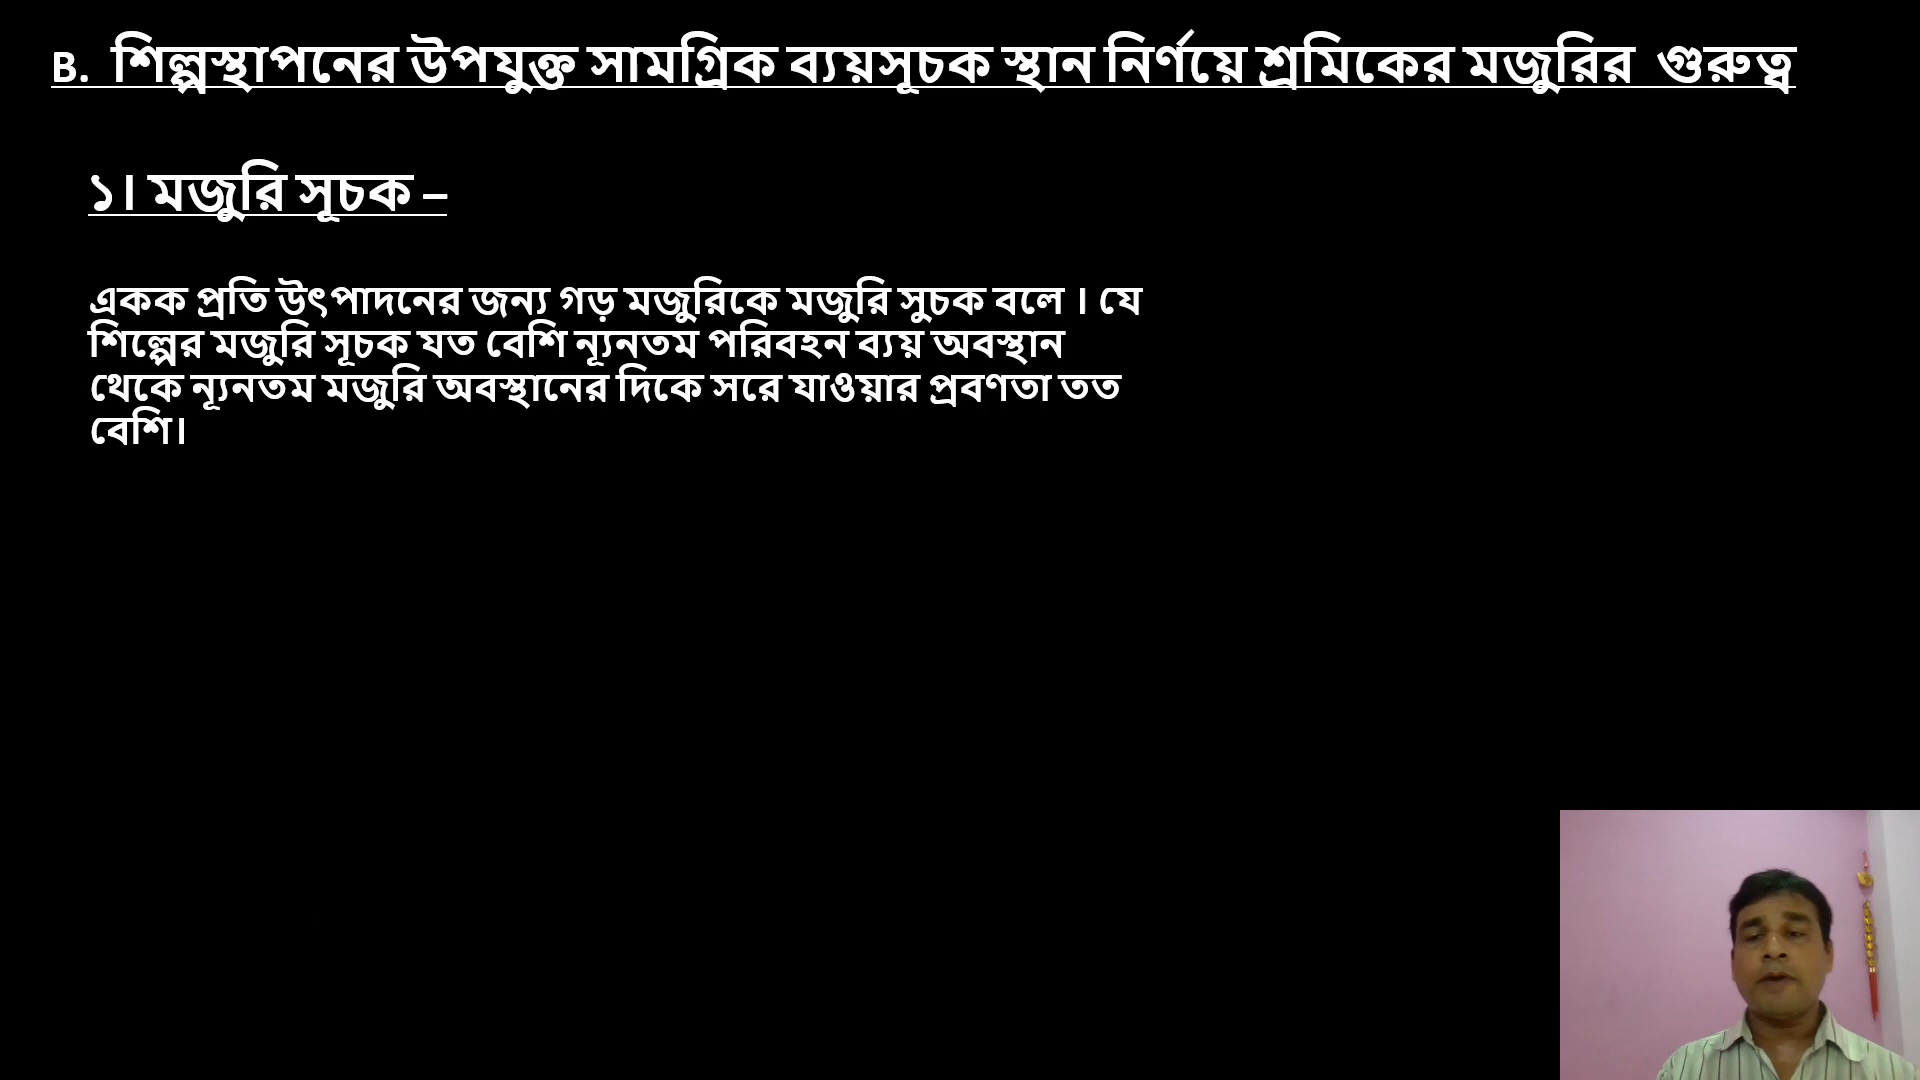 B. শিল্পস্থাপনের উপযুক্ত সামগ্রিক ব্যয়সূচক স্থান নির্ণয়ে শ্রমিকের মজুরির গুরুত্ব
১। মজুরি সূচক –
একক প্রতি উৎপাদনের জন্য গড় মজুরিকে মজুরি সুচক বলে । যে
শিল্পের মজুরি সূচক যত বেশি ন্যূনতম পরিবহন ব্যয় অবস্থান
থেকে ন্যূনতম মজুরি অবস্থানের দিকে সরে যাওয়ার প্রবণতা তত
বেশি।